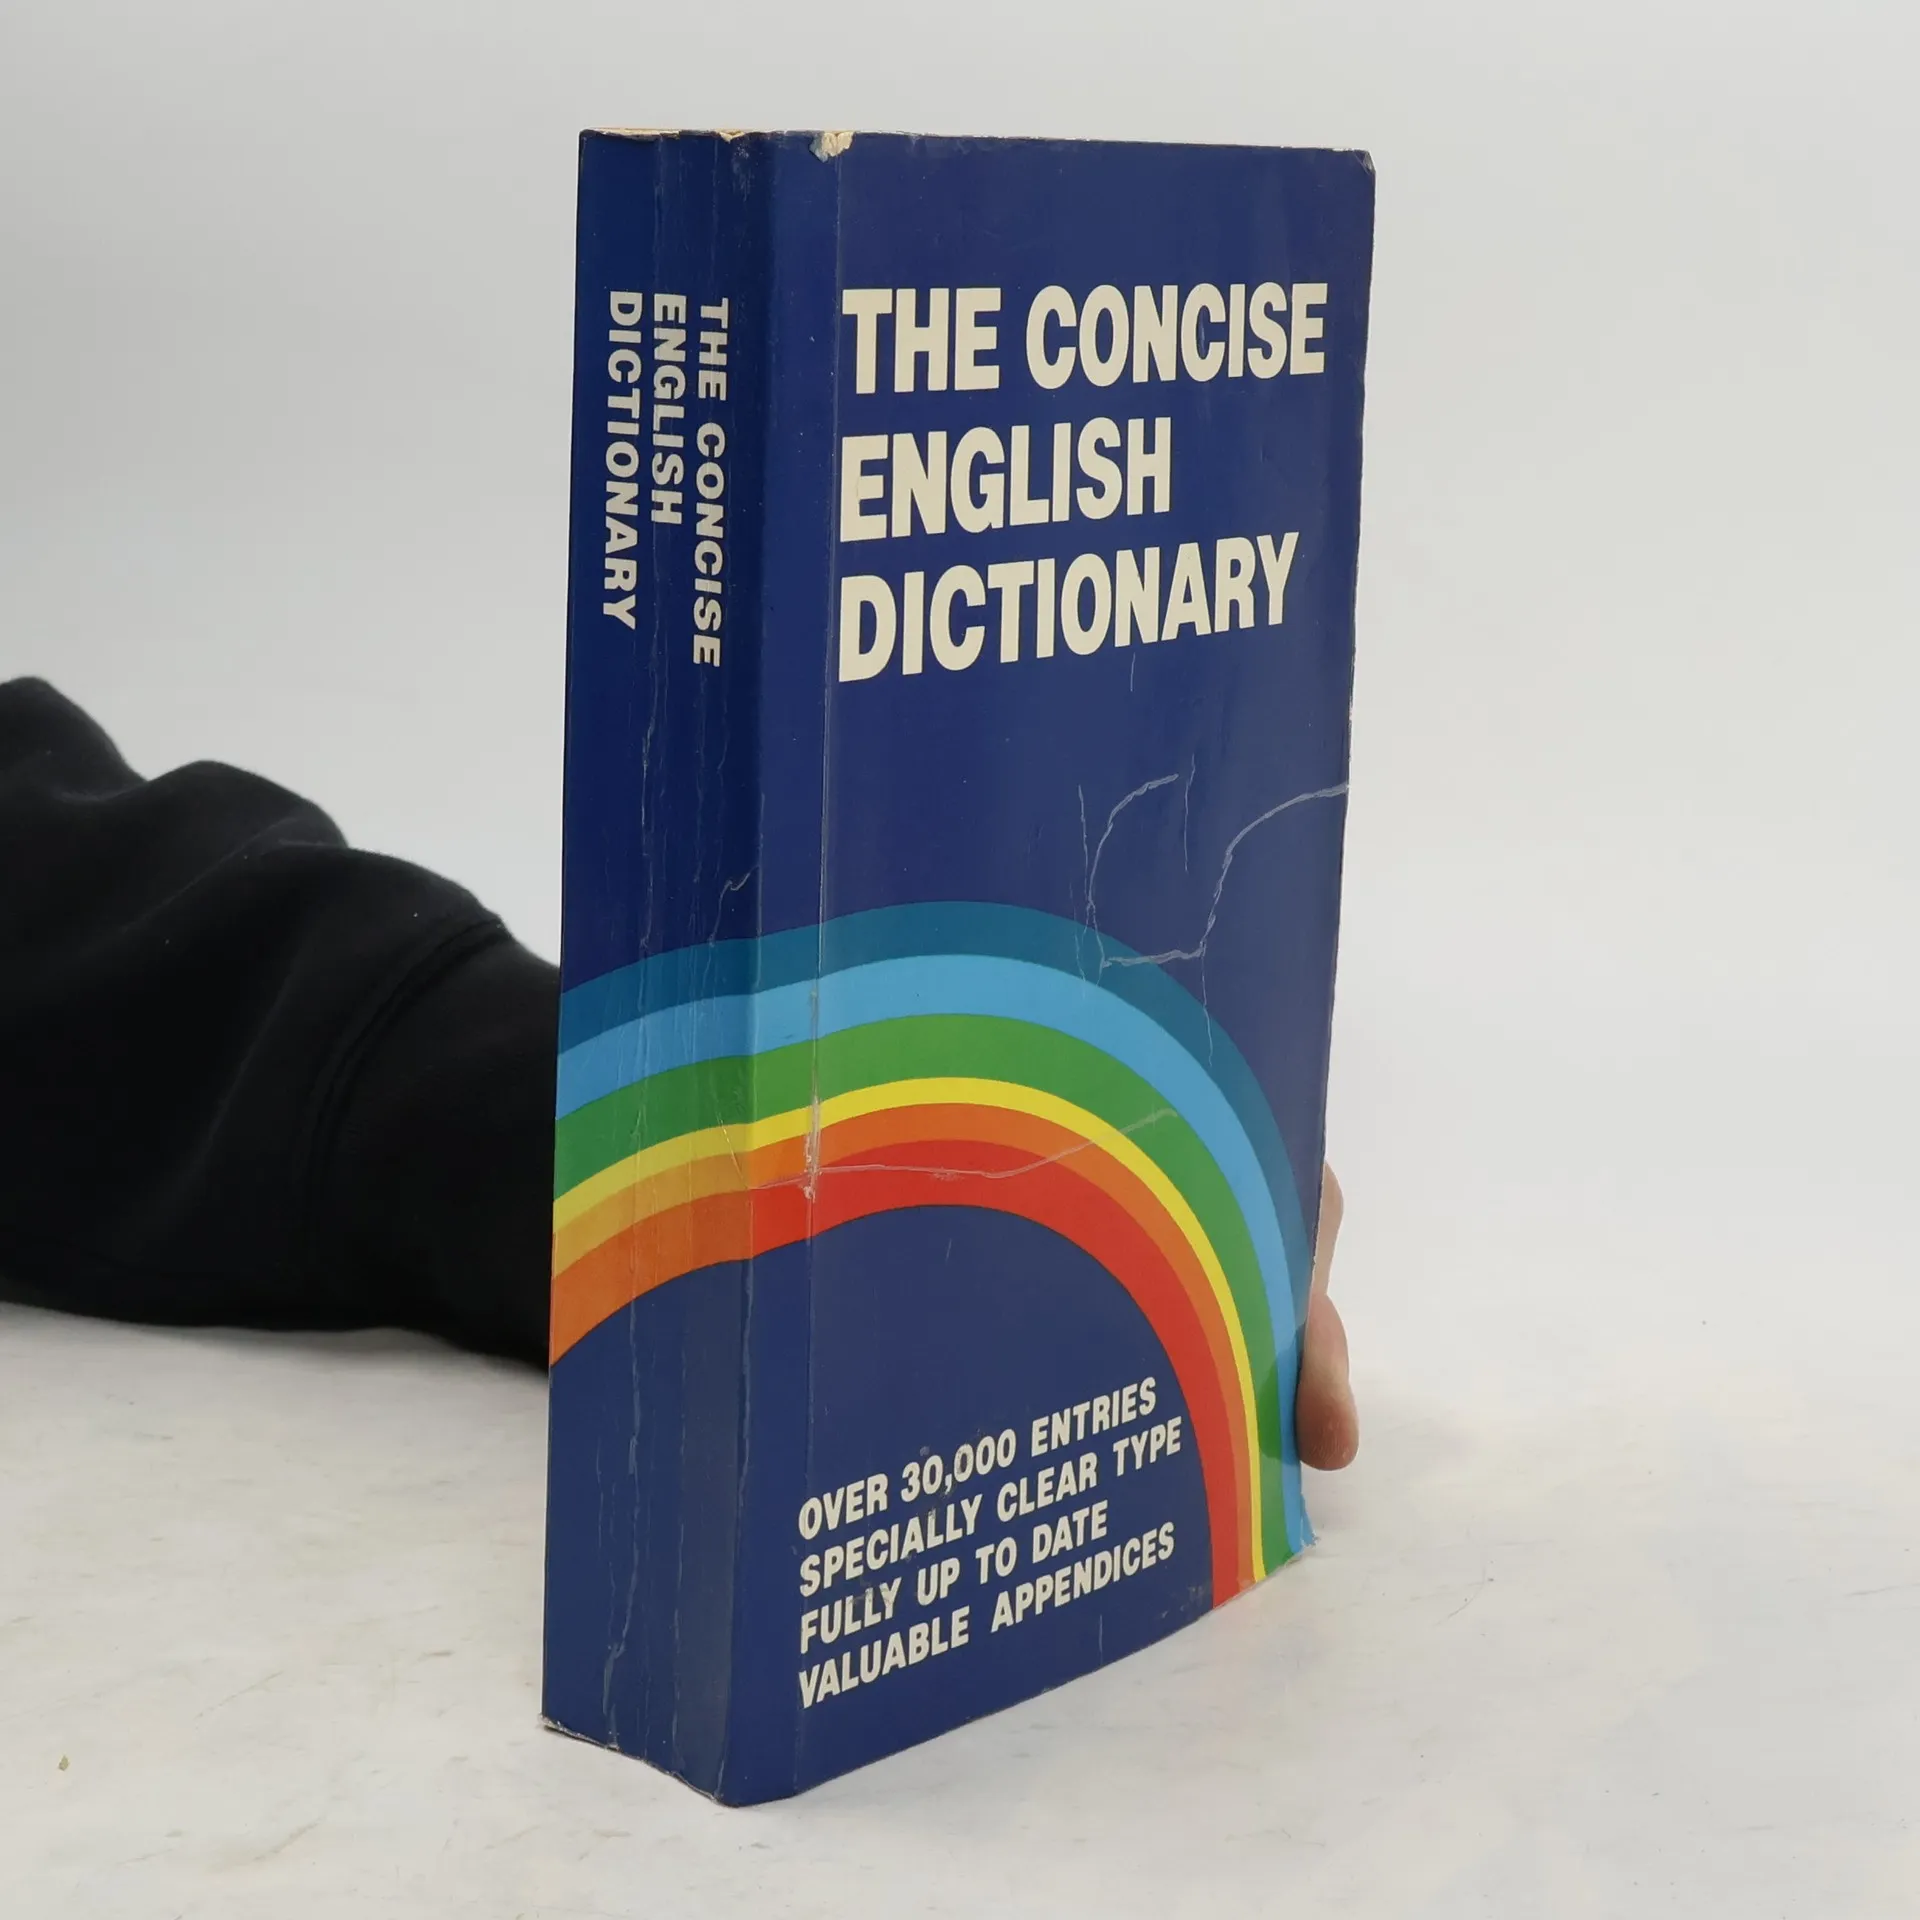 THE CONCISE
ENGLISH
DICTIONARY
THE CONCISE
ENGLISH
DICTIONARY
OVER 30,000 ENTRIES
SPECIALLY CLEAR TYPE
FULLY UP TO DATE
VALUABLE APPENDICES